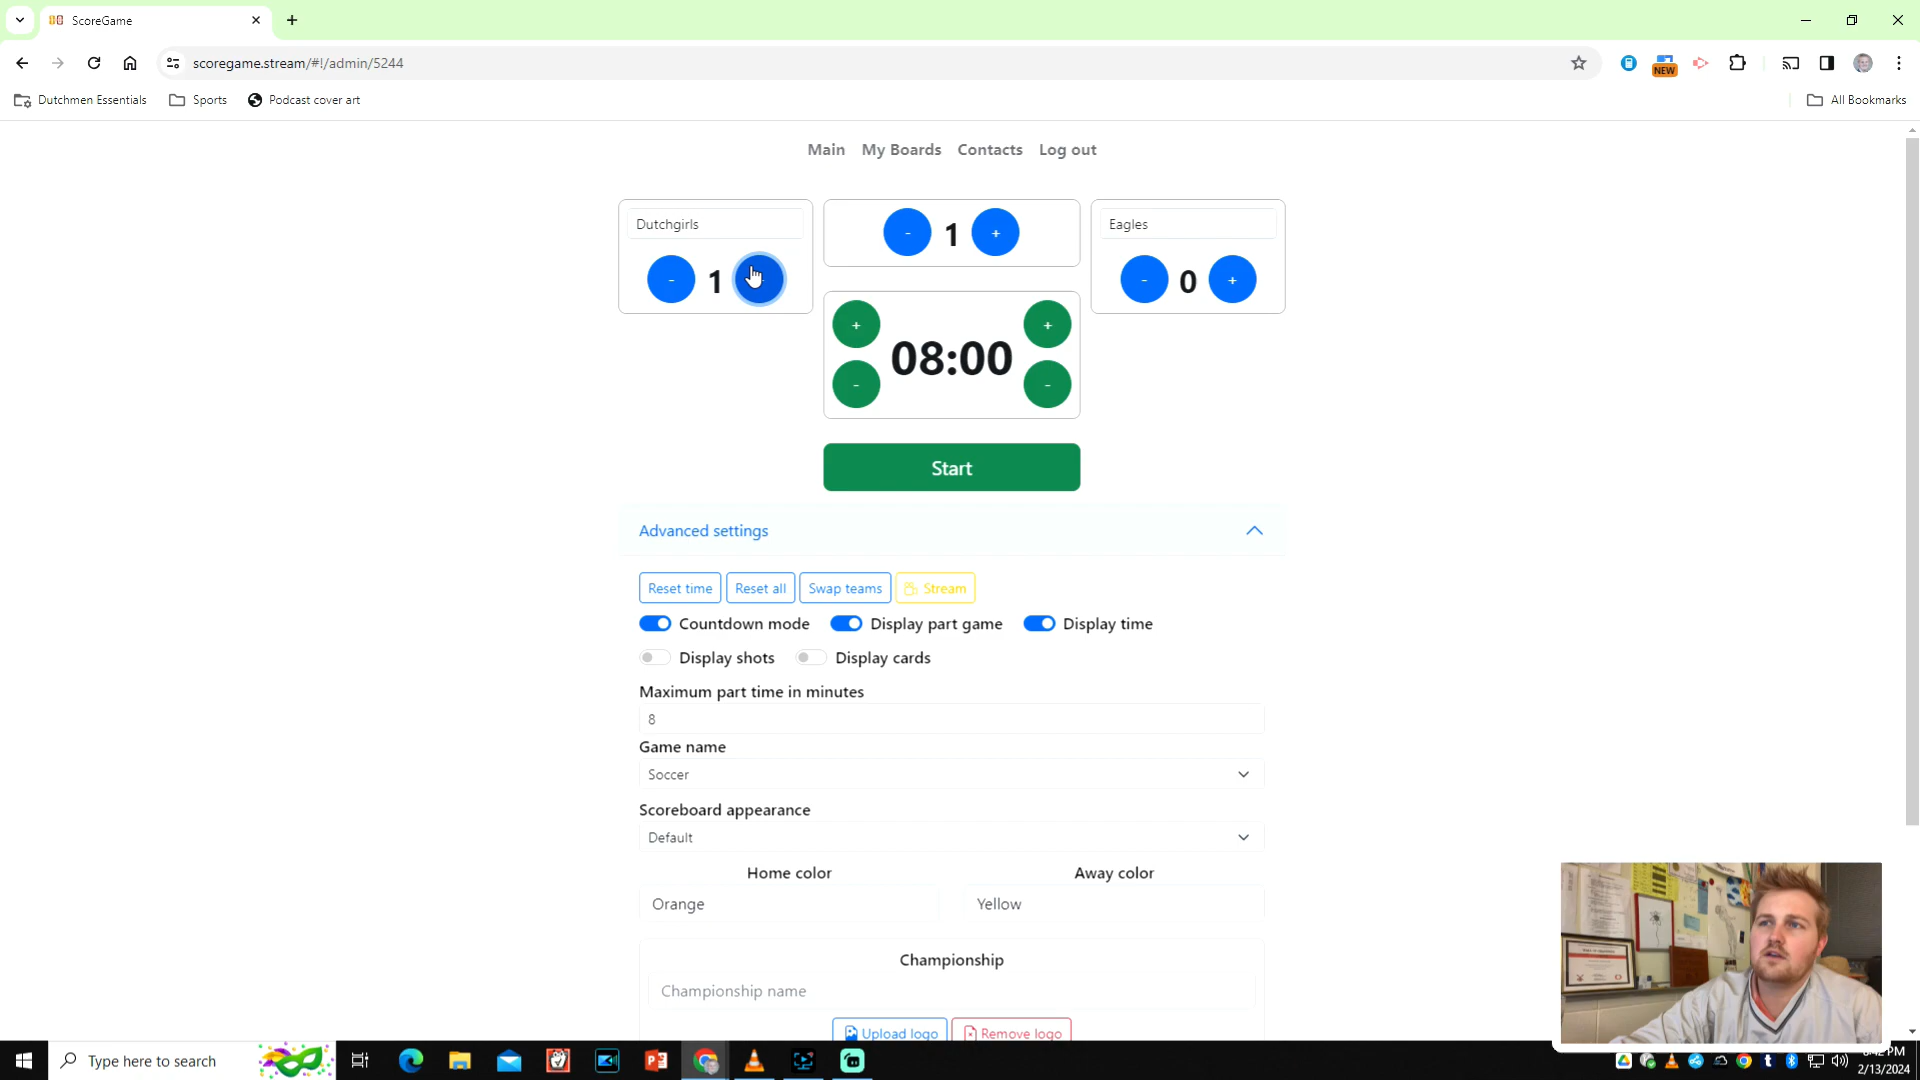 ScoreGame
scoregame.stream/#!/admin/5244
NEW
Dutchmen Essentials
Sports
Podcast cover art
All Bookmarks
Main My Boards Contacts Log out
Dutchgirls
- 1
- 1 +
Eagles
- 0 +
+ +
08:00
- -
Start
Advanced settings
Reset time Reset all Swap teams Stream
Countdown mode Display part game Display time
Display shots Display cards
Maximum part time in minutes
8
Game name
Soccer
Scoreboard appearance
Default
Home color Away color
Orange Yellow
Championship
Championship name
Upload logo Remove logo
Type here to search
2/13/2024